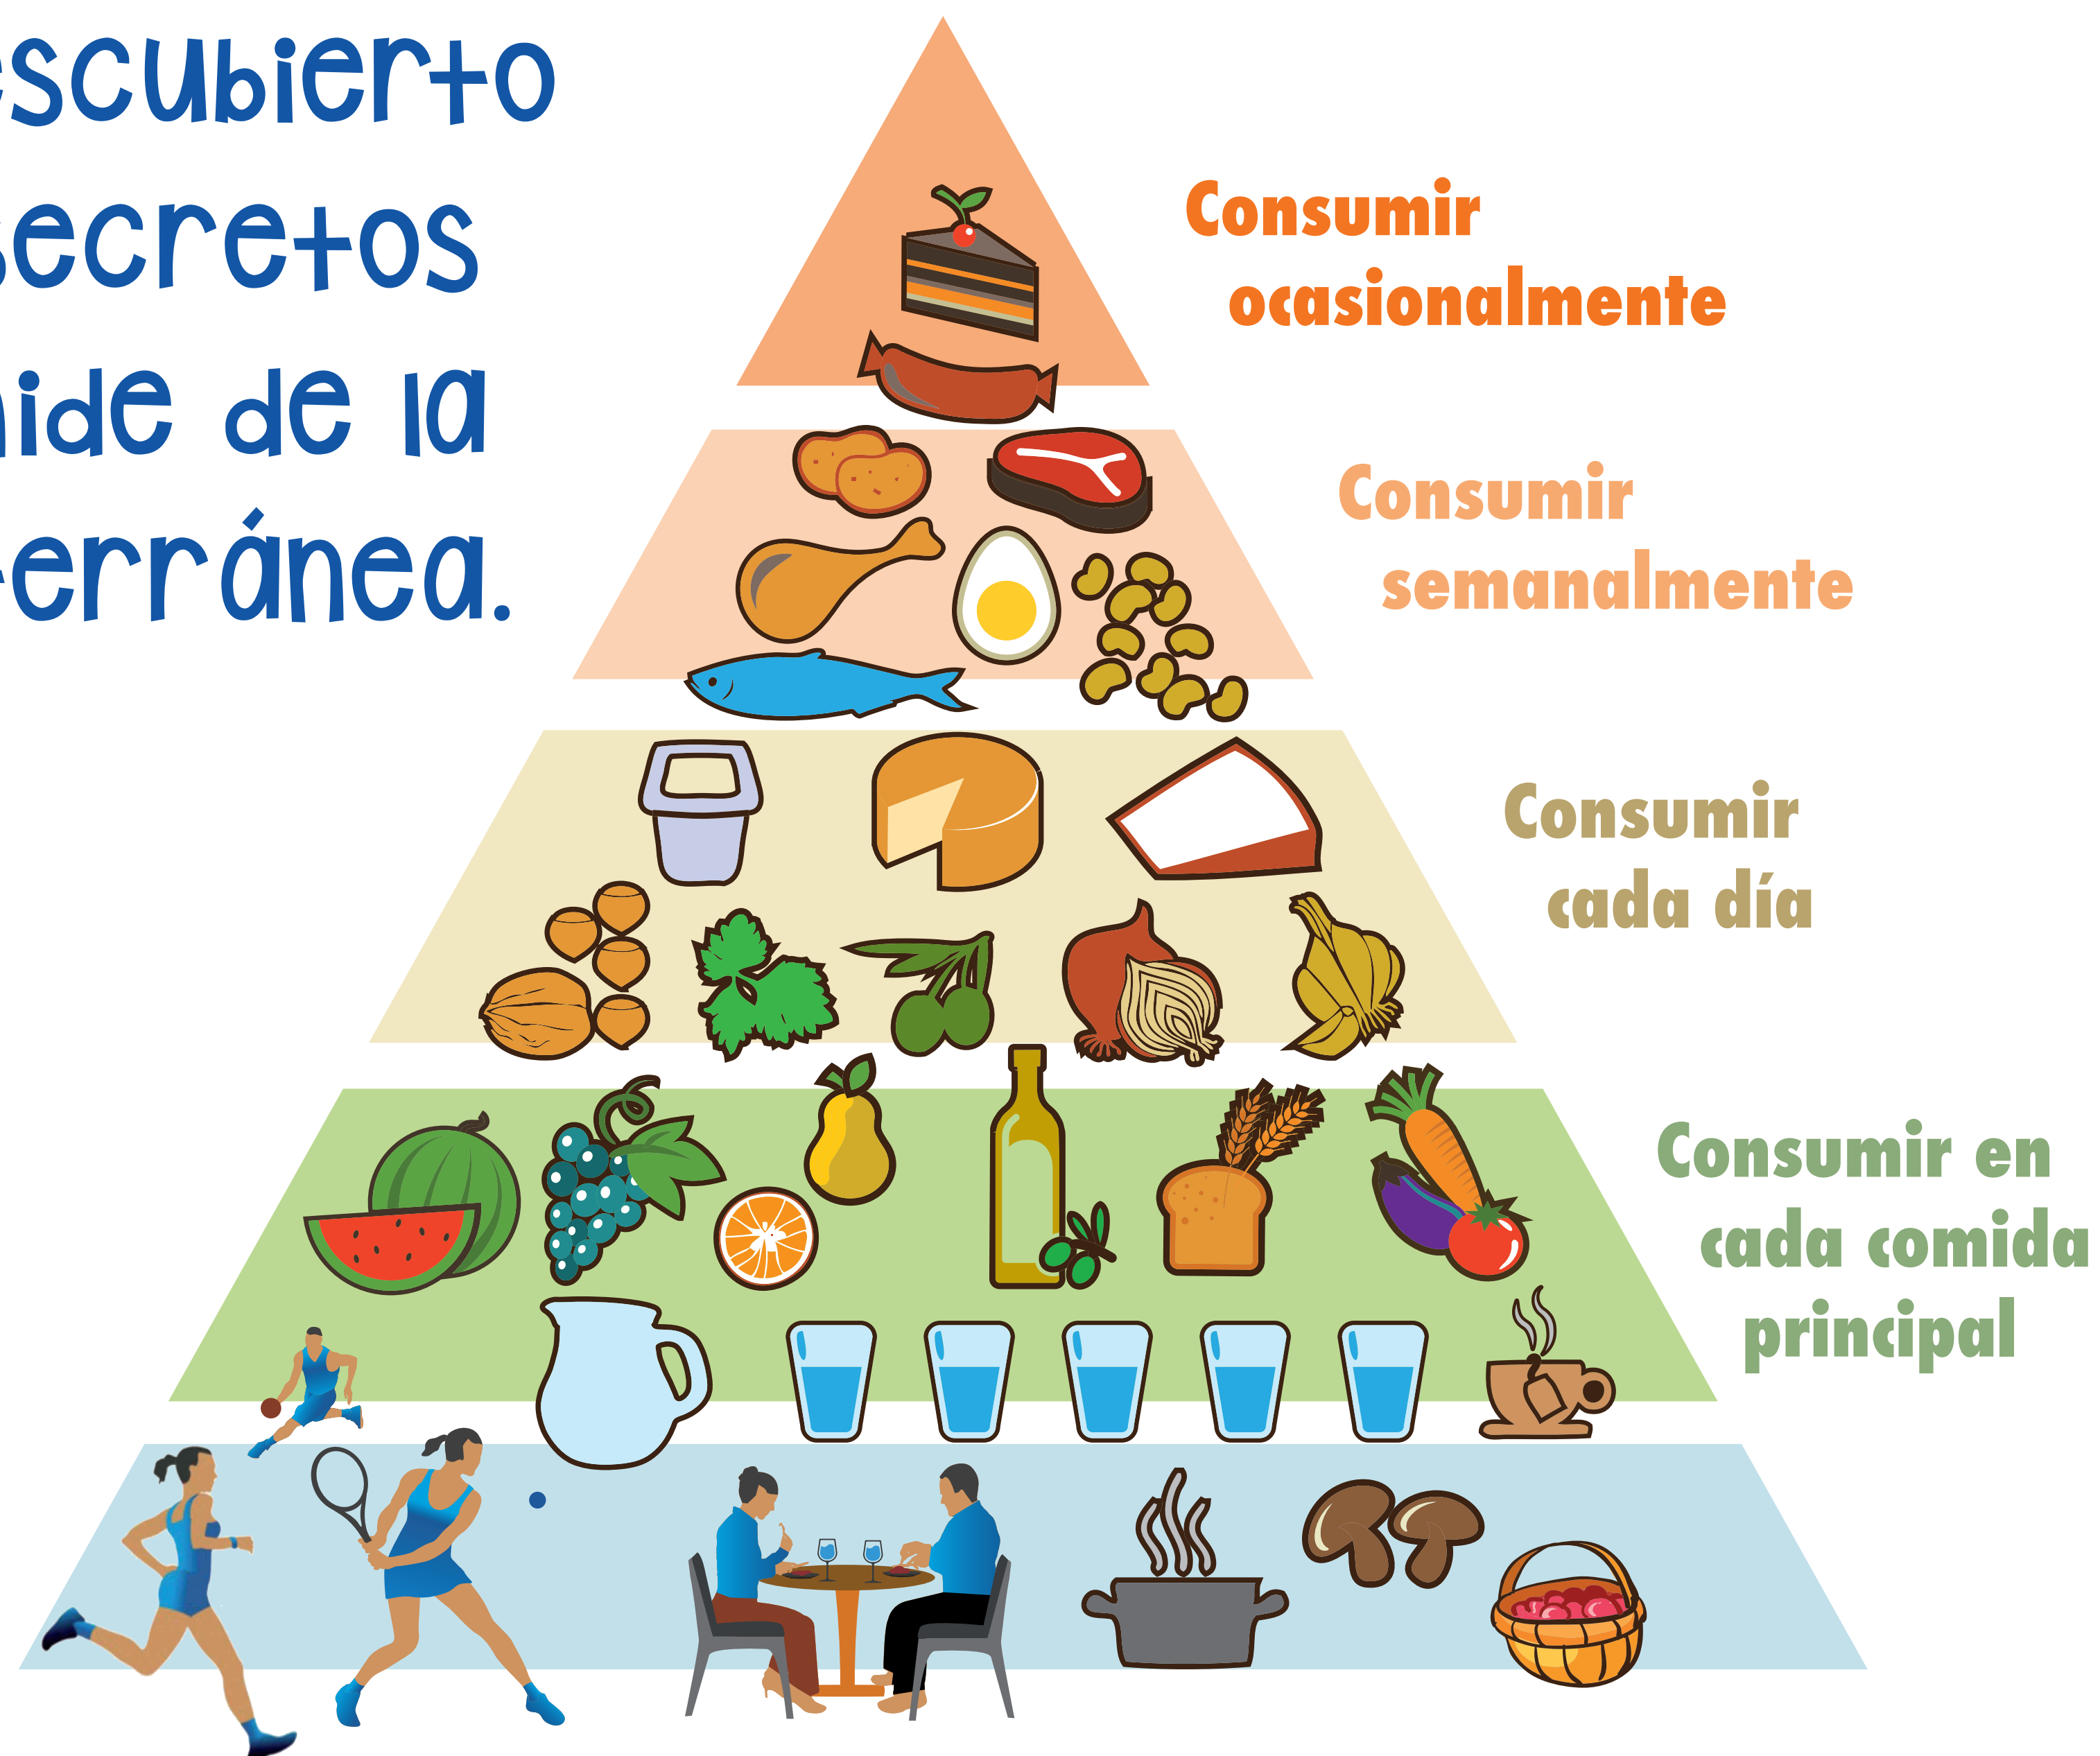 escubierto
secretos
ide de la
erránea.
Consumir
ocasionalmente
Consumir
semanalmente
Consumir
cada día
Consumir en
cada comida
principal